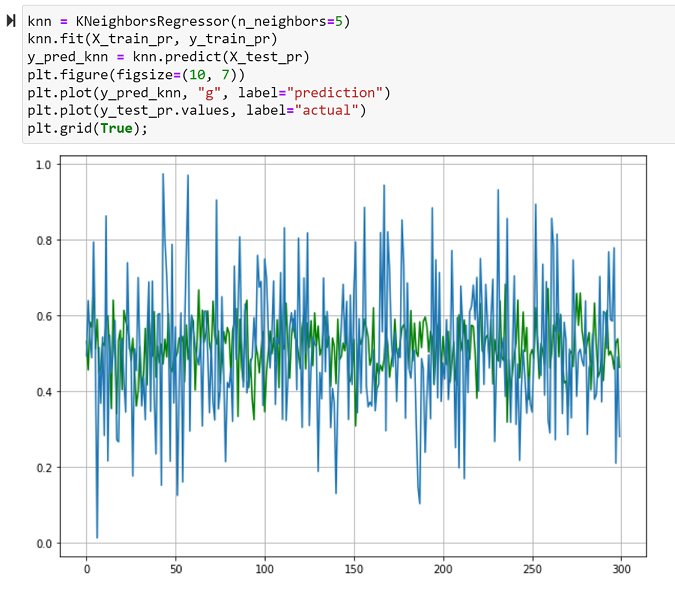 knn = KNeighborsRegressor(n_neighbors=5)
knn.fit(X_train_pr, y_train_pr)
y_pred_knn = knn.predict(X_test_pr)
plt.figure(figsize=(10, 7))
plt.plot(y_pred_knn, "g", label="prediction")
plt.plot(y_test_pr.values, label="actual")
plt.grid(True);
1.0
0.8
0.6
0.4
0.2
0.0
0 50 100 150 200 250 300